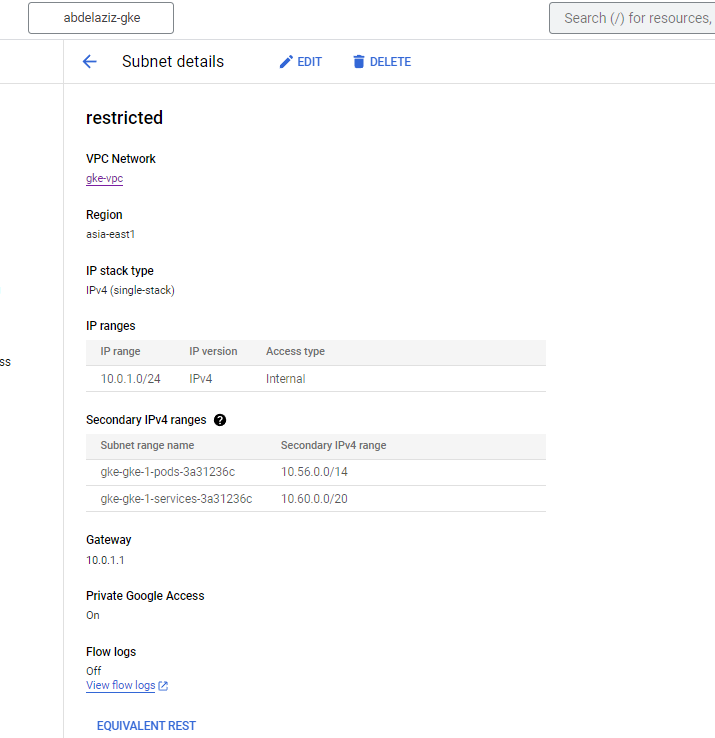 abdelaziz-gke
Search (/) for resources,
Subnet details
EDIT
DELETE
restricted
VPC Network
gke-vpc
Region
asia-east1
IP stack type
IPv4 (single-stack)
ss
IP ranges
IP range IP version Access type
10.0.1.0/24 IPv4 Internal
Secondary IPv4 ranges ?
Subnet range name Secondary IPv4 range
gke-gke-1-pods-3a31236c 10.56.0.0/14
gke-gke-1-services-3a31236c 10.60.0.0/20
Gateway
10.0.1.1
Private Google Access
On
Flow logs
Off
View flow logs
EQUIVALENT REST